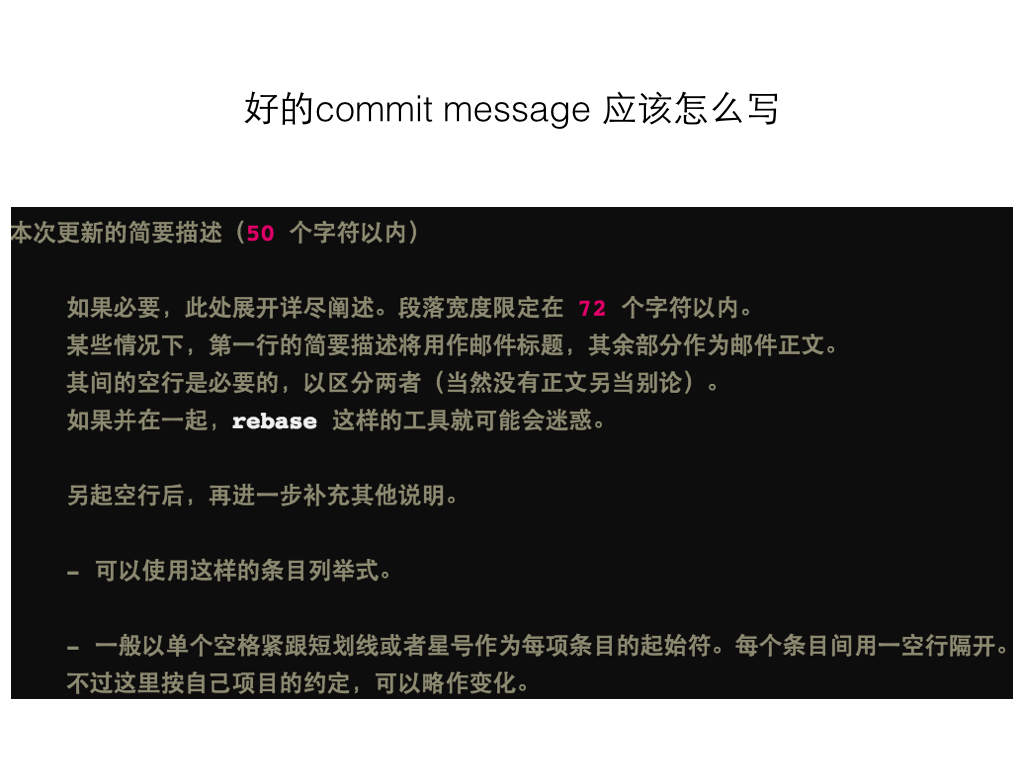 好的commit message 应该怎么写
本次更新的简要描述（50 个字符以内）
如果必要，此处展开详尽阐述。段落宽度限定在 72 个字符以内。
某些情况下，第一行的简要描述将用作邮件标题，其余部分作为邮件正文。
其间的空行是必要的，以区分两者（当然没有正文另当别论）。
如果并在一起，rebase 这样的工具就可能会迷惑。
另起空行后，再进一步补充其他说明。
- 可以使用这样的条目列举式。
- 一般以单个空格紧跟短划线或者星号作为每项条目的起始符。每个条目间用一空行隔开。
不过这里按自己项目的约定，可以略作变化。